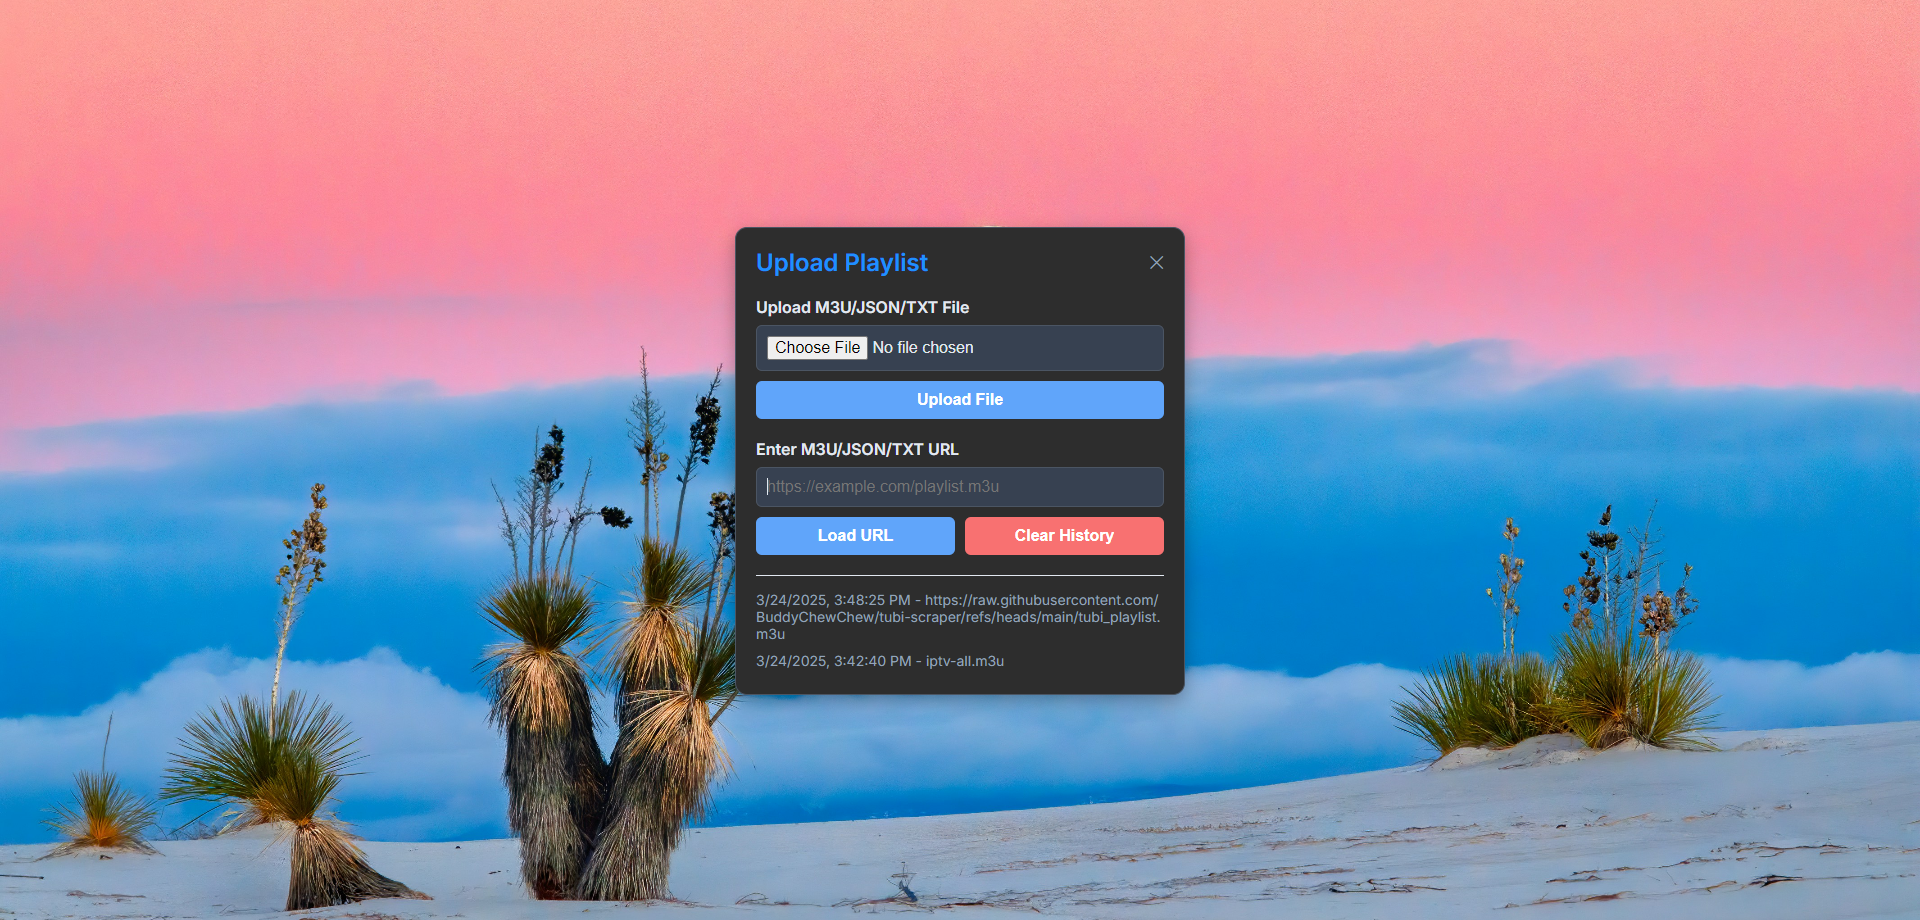 Upload Playlist
Upload M3U/JSON/TXT File
Choose File No file chosen
Upload File
Enter M3U/JSON/TXT URL
https://example.com/playlist.m3u
Load URL
Clear History
3/24/2025, 3:48:25 PM - https://raw.githubusercontent.com/
BuddyChewChew/tubi-scraper/refs/heads/main/tubi_playlist.
m3u
3/24/2025, 3:42:40 PM - iptv-all.m3u